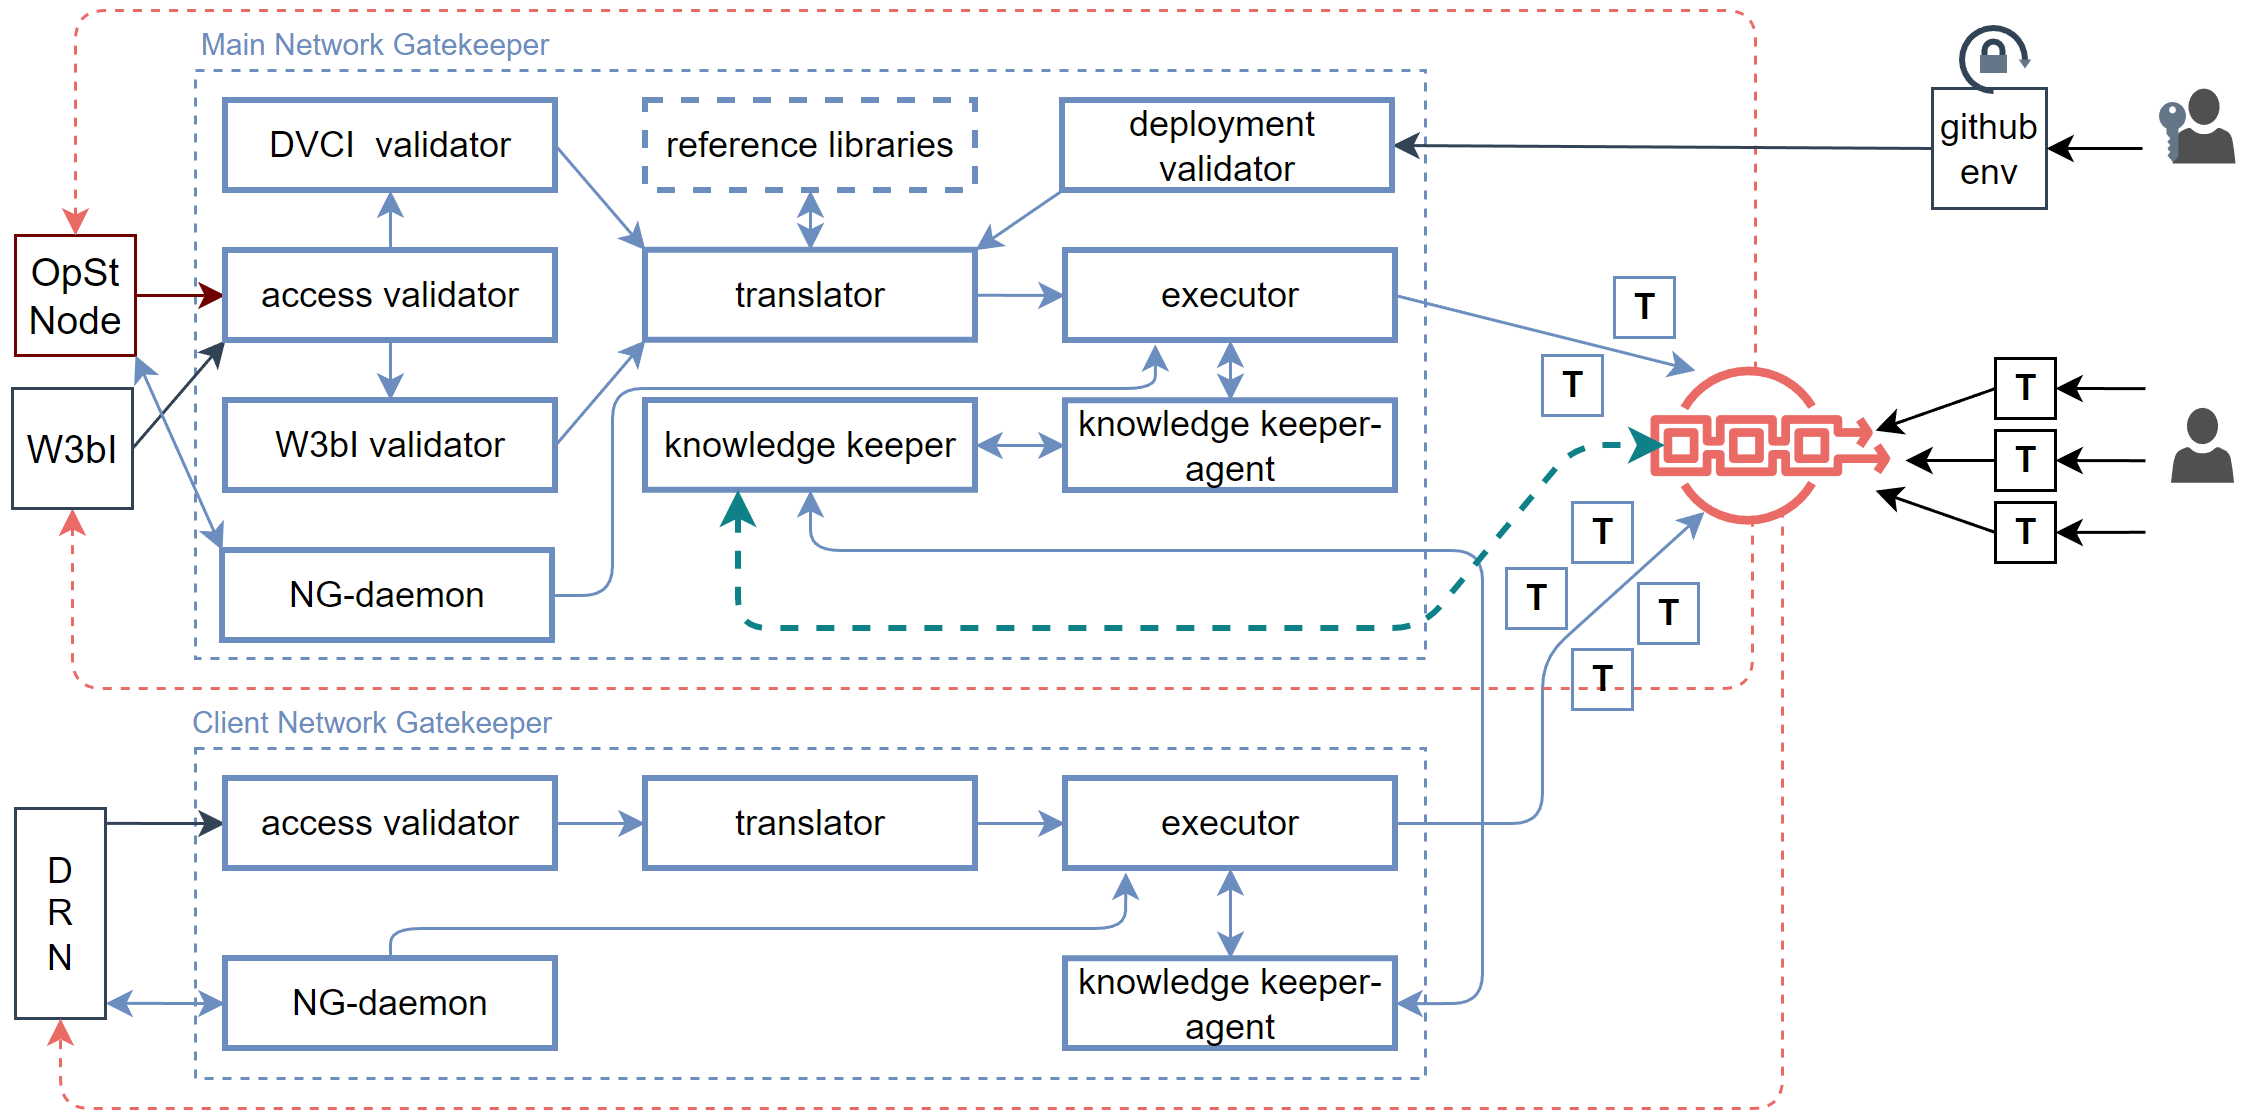 Main Network Gatekeeper
DVCI validator
reference libraries
deployment
validator
github
env
OpSt
Node
access validator
translator
executor
T
T
W3bI
W3bI validator
knowledge keeper
knowledge keeper-
agent
T
T
T
NG-daemon
T
T
T
T
Client Network Gatekeeper
access validator
translator
executor
D
R
N
NG-daemon
knowledge keeper-
agent